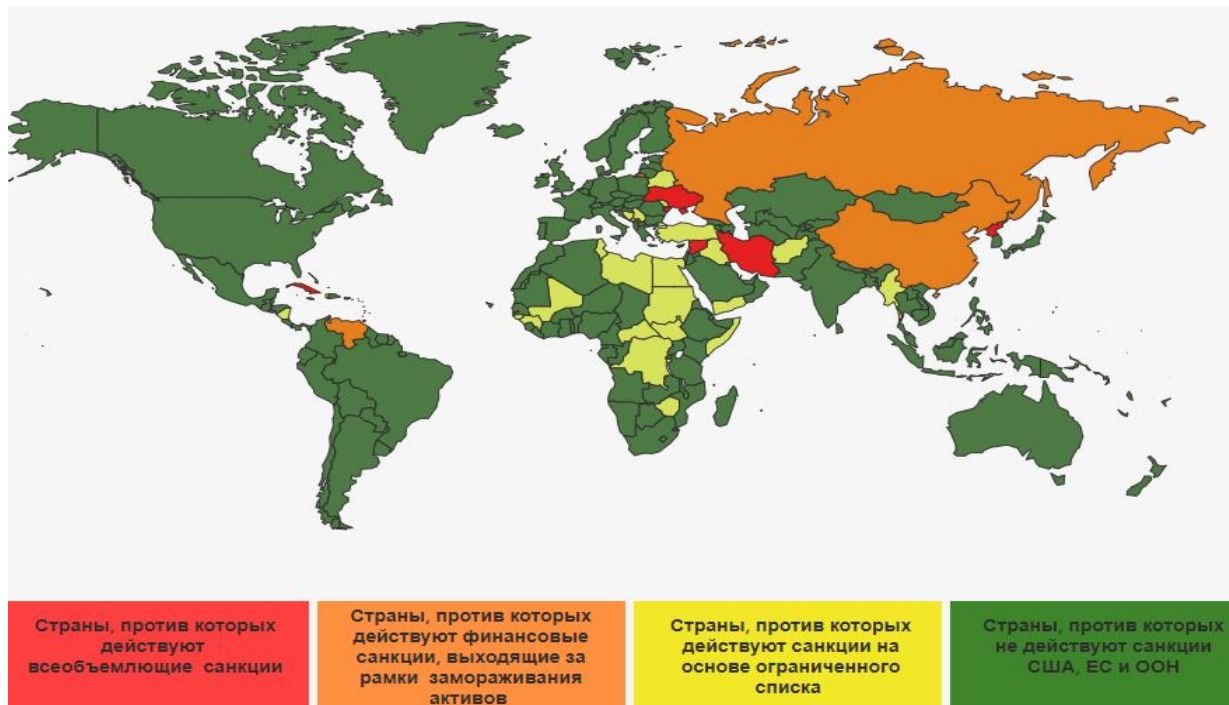 Страны, против которых
действуют
всеобъемлющие санкции
Страны, против которых
действуют финансовые
санкции, выходящие за
рамки замораживания
активов
Страны, против которых
действуют санкции на
основе ограниченного
списка
Страны, против которых
не действуют санкции
США, ЕС и ООН